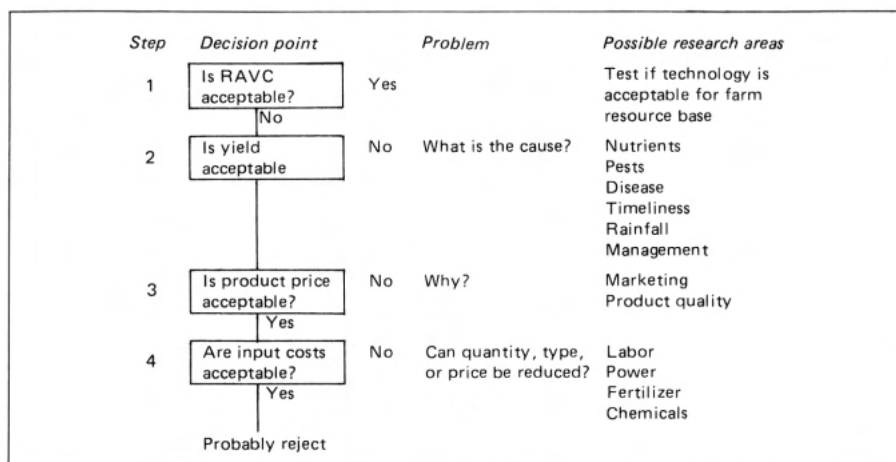 Step Decision point Problem Possible research areas
1 Is RAVC acceptable? Yes Test if technology is
acceptable for farm
resource base
No
2 Is yield acceptable No What is the cause? Nutrients
Pests
Disease
Timeliness
Rainfall
Management
3 Is product price acceptable? No Why? Marketing
Product quality
Yes
4 Are input costs acceptable? No Can quantity, type, or price be reduced? Labor
Power
Fertilizer
Chemicals
Yes
Probably reject